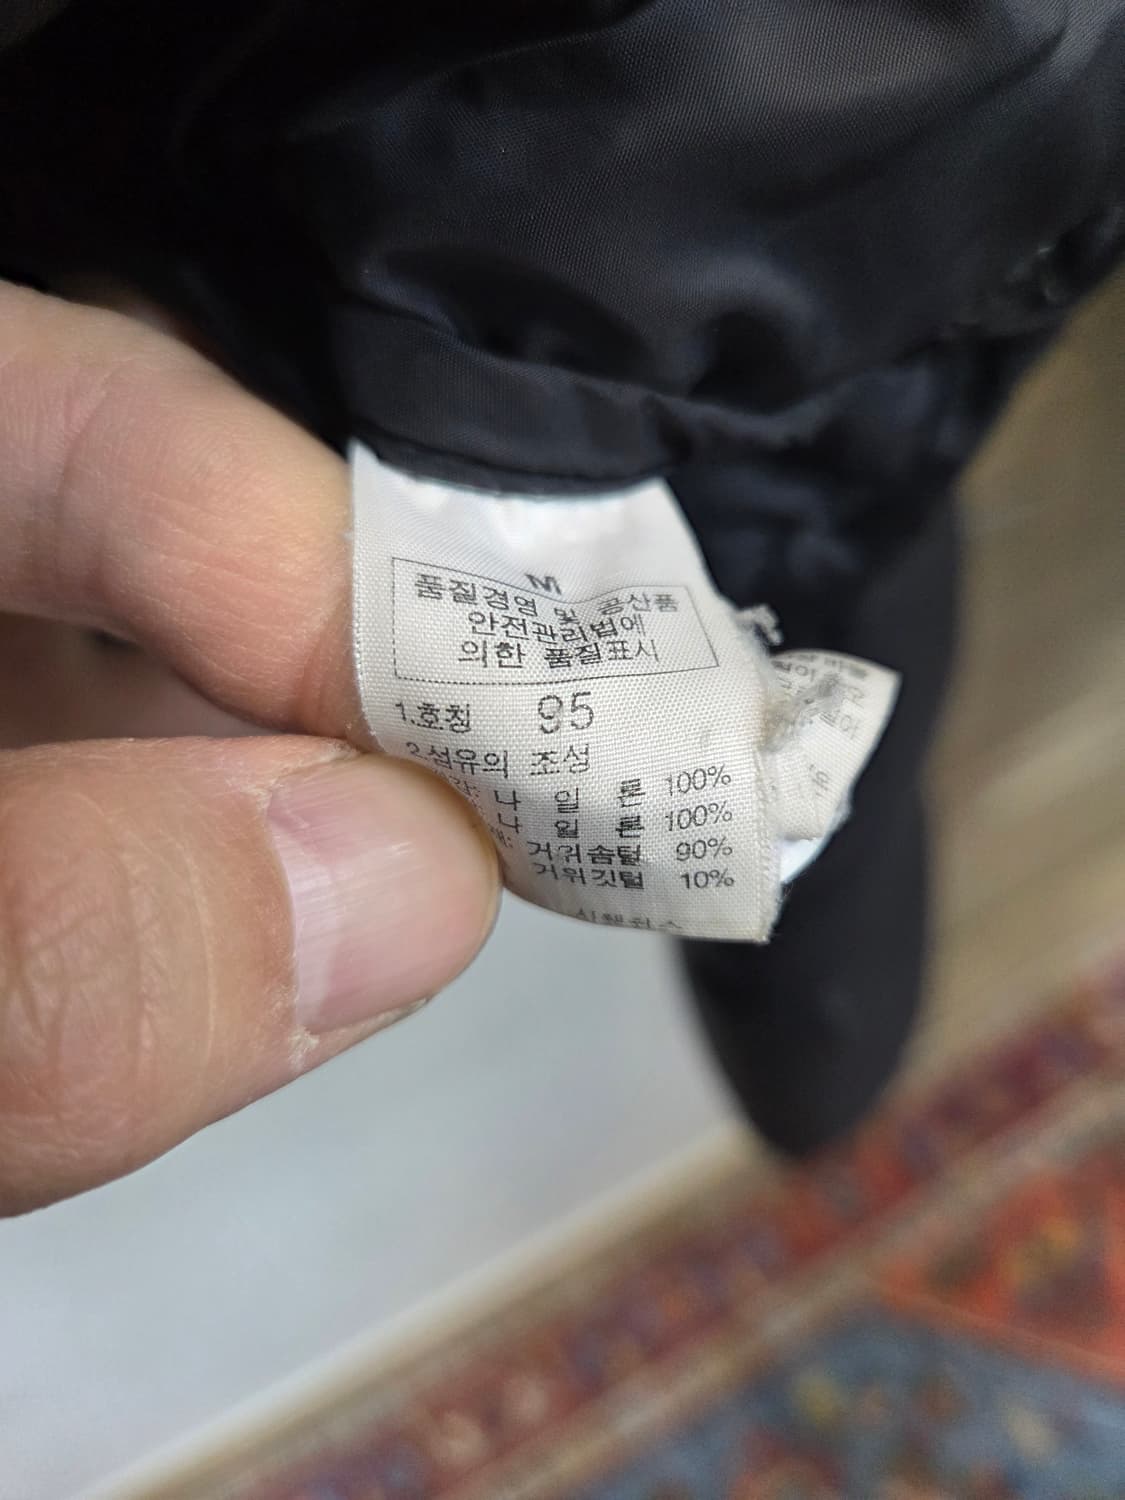 M
품질경영 및 공산품
안전관리법에
의한 품질표시
1.호칭 95
2.섬유의 조성
나 일 론 100%
나 일 론 100%
거위솜털 90%
거위깃털 10%